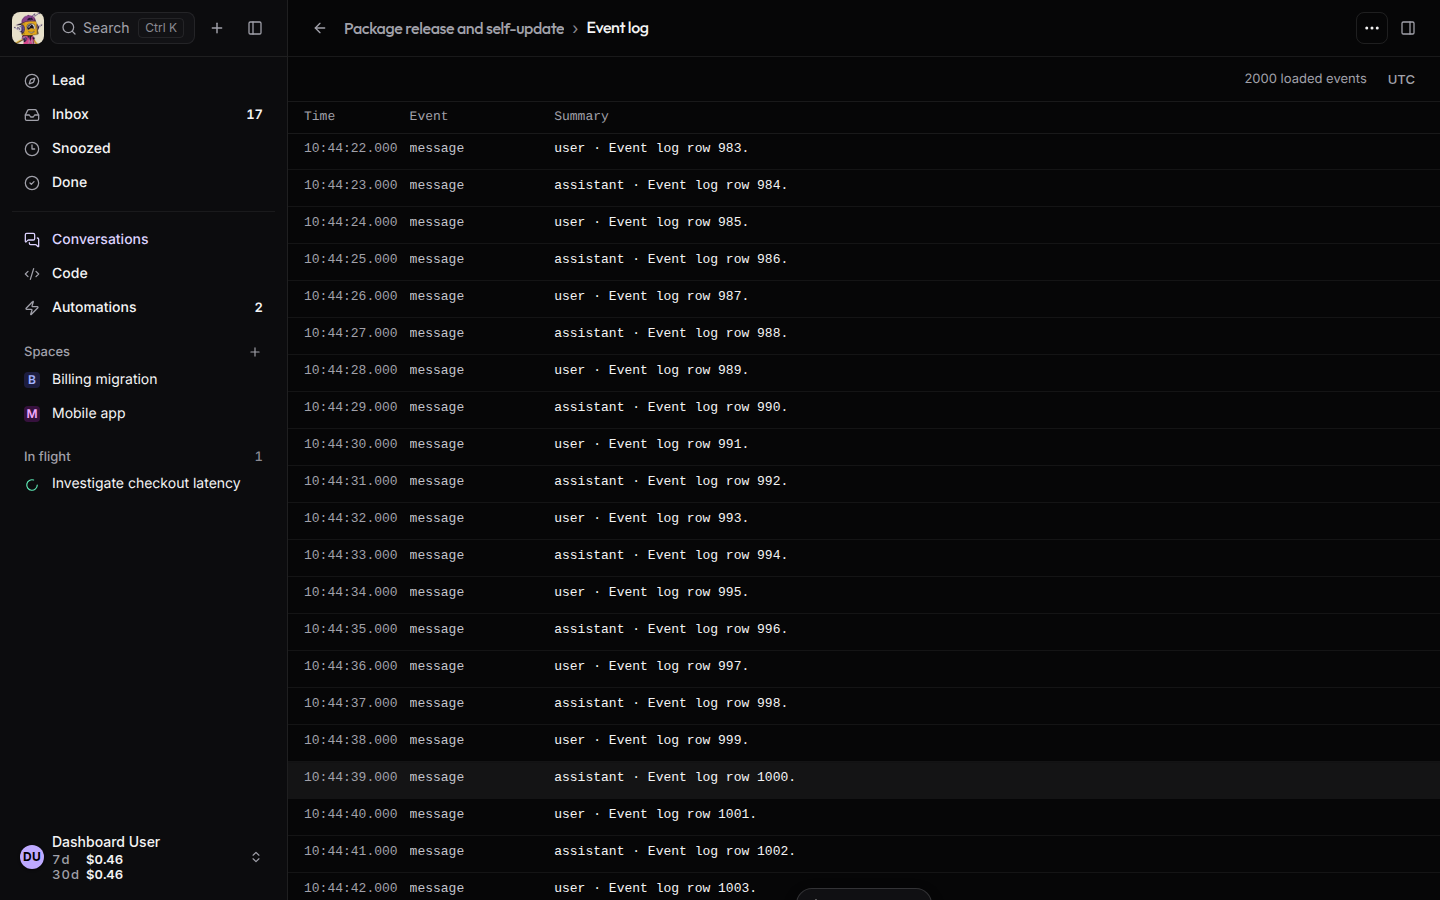 Search Ctrl K
Lead
Inbox 17
Snoozed
Done
Conversations
Code
Automations 2
Spaces
B Billing migration
M Mobile app
In flight 1
Investigate checkout latency
DU Dashboard User
7d $0.46
30d $0.46
Package release and self-update › Event log
2000 loaded events UTC
Time Event Summary
10:44:22.000 message user · Event log row 983.
10:44:23.000 message assistant · Event log row 984.
10:44:24.000 message user · Event log row 985.
10:44:25.000 message assistant · Event log row 986.
10:44:26.000 message user · Event log row 987.
10:44:27.000 message assistant · Event log row 988.
10:44:28.000 message user · Event log row 989.
10:44:29.000 message assistant · Event log row 990.
10:44:30.000 message user · Event log row 991.
10:44:31.000 message assistant · Event log row 992.
10:44:32.000 message user · Event log row 993.
10:44:33.000 message assistant · Event log row 994.
10:44:34.000 message user · Event log row 995.
10:44:35.000 message assistant · Event log row 996.
10:44:36.000 message user · Event log row 997.
10:44:37.000 message assistant · Event log row 998.
10:44:38.000 message user · Event log row 999.
10:44:39.000 message assistant · Event log row 1000.
10:44:40.000 message user · Event log row 1001.
10:44:41.000 message assistant · Event log row 1002.
10:44:42.000 message user · Event log row 1003.